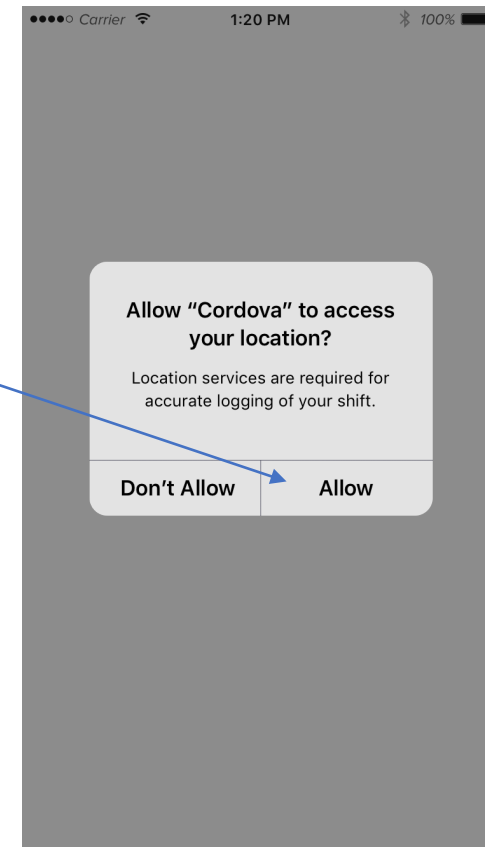 Carrier 1:20 PM 100%
Allow “Cordova” to access
your location?
Location services are required for
accurate logging of your shift.
Don’t Allow Allow